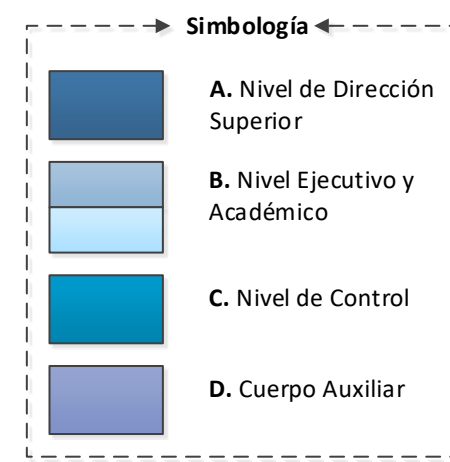 Simbología
A. Nivel de Dirección
Superior
B. Nivel Ejecutivo y
Académico
C. Nivel de Control
D. Cuerpo Auxiliar